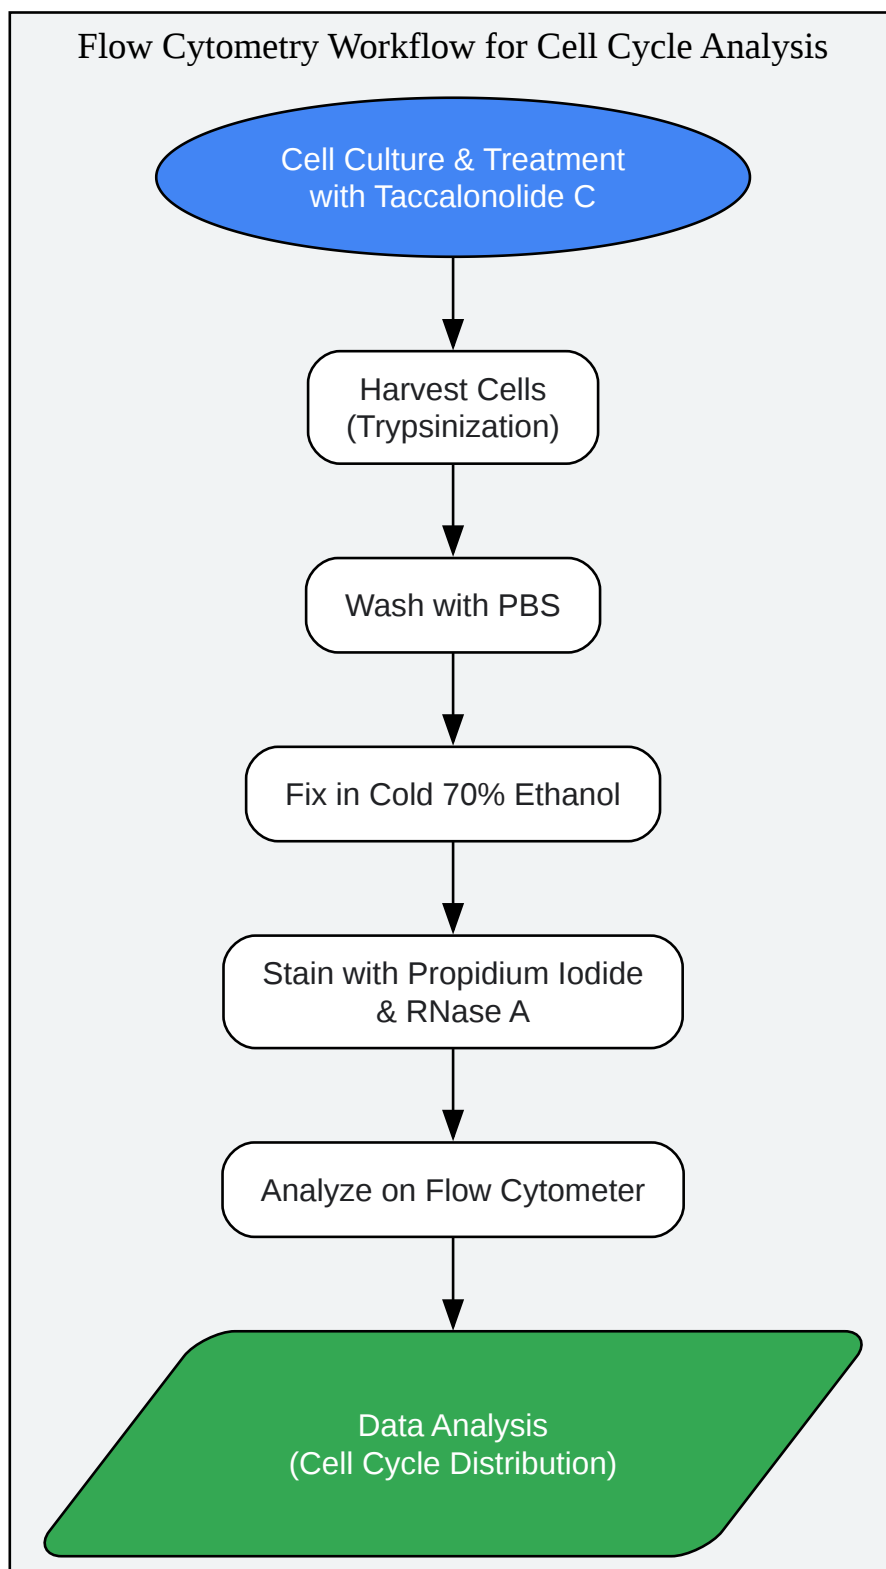 Flow Cytometry Workflow for Cell Cycle Analysis
Cell Culture & Treatment
with Taccalonolide C
Harvest Cells
(Trypsinization)
Wash with PBS
Fix in Cold 70% Ethanol
Stain with Propidium Iodide
& RNase A
Analyze on Flow Cytometer
Data Analysis
(Cell Cycle Distribution)